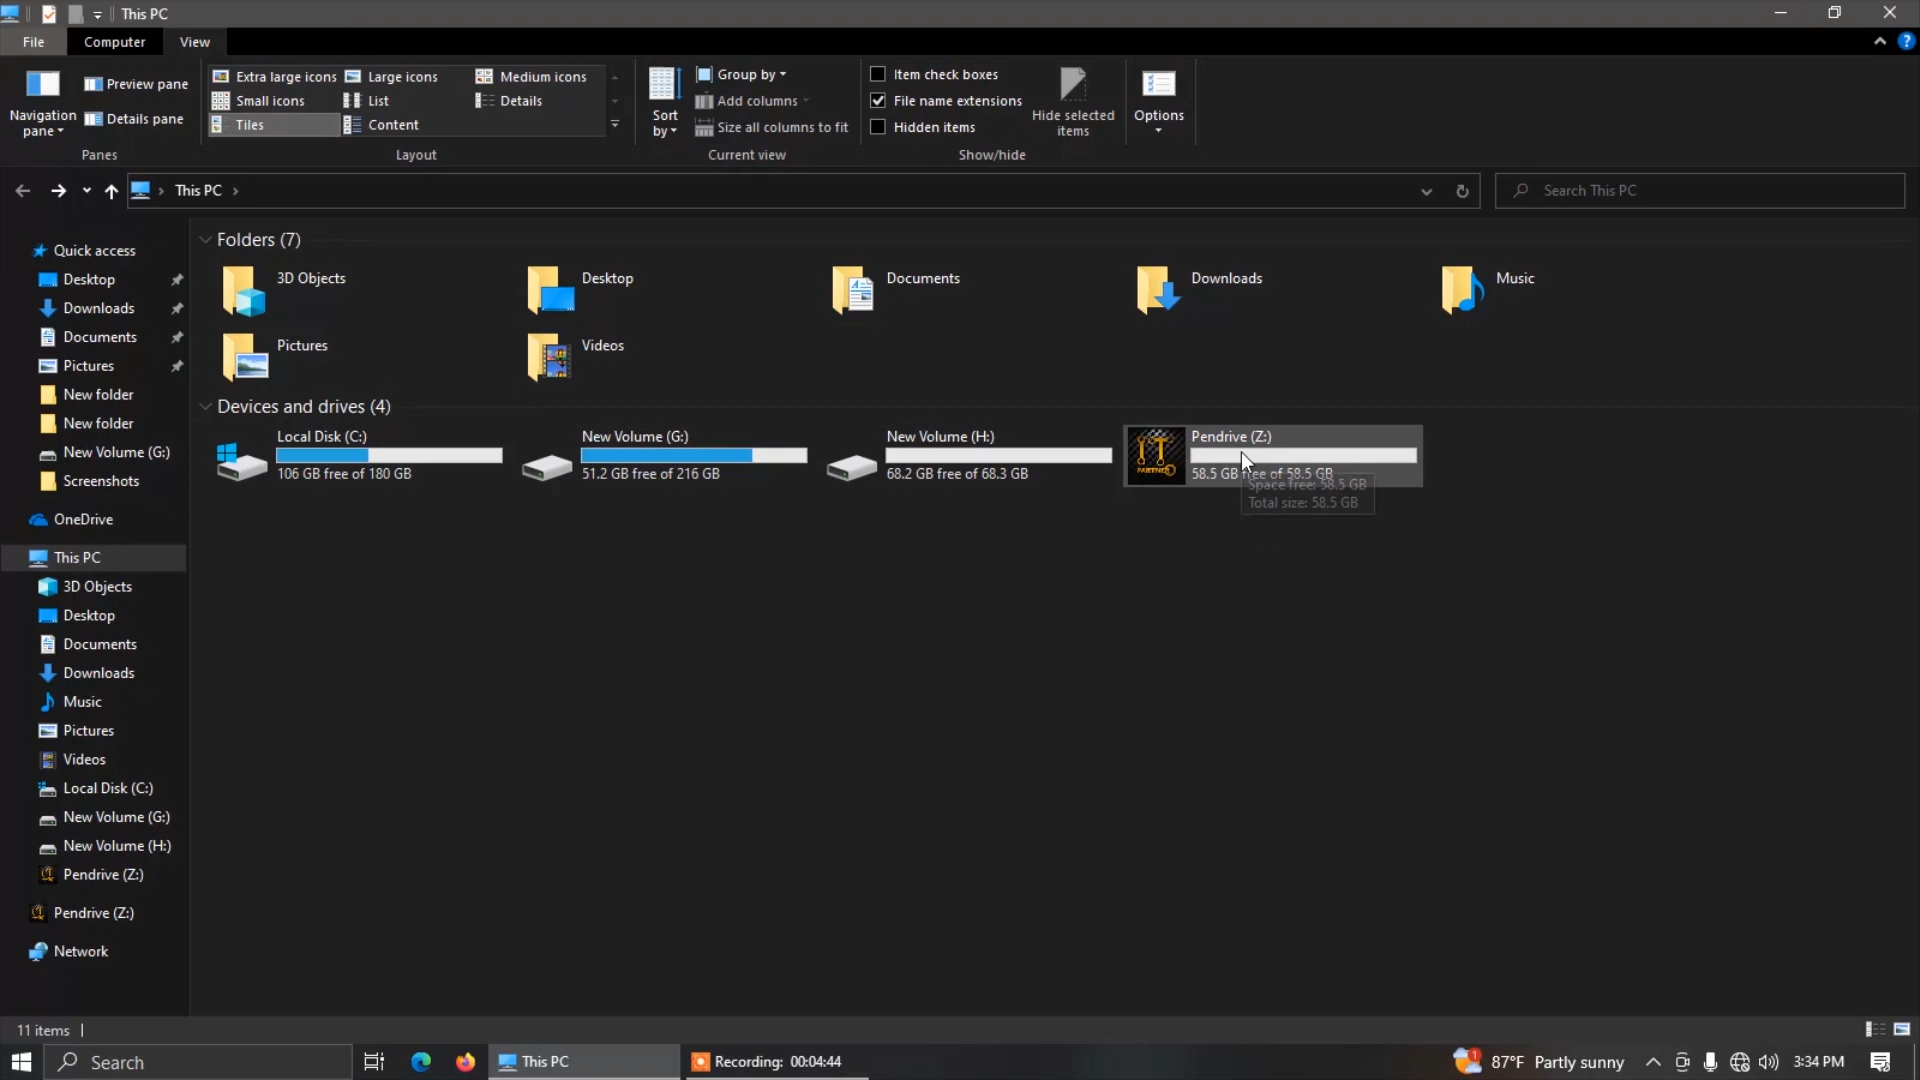 This PC
File
Computer
View
Navigation pane
Preview pane
Details pane
Panes
Extra large icons
Large icons
Medium icons
Small icons
List
Details
Tiles
Content
Layout
Sort by
Group by
Add columns
Size all columns to fit
Current view
Item check boxes
File name extensions
Hidden items
Hide selected items
Show/hide
Options
This PC
Search This PC
Quick access
Desktop
Downloads
Documents
Pictures
New folder
New folder
New Volume (G:)
Screenshots
OneDrive
This PC
3D Objects
Desktop
Documents
Downloads
Music
Pictures
Videos
Local Disk (C:)
New Volume (G:)
New Volume (H:)
Pendrive (Z:)
Pendrive (Z:)
Network
Folders (7)
3D Objects
Desktop
Documents
Downloads
Music
Pictures
Videos
Devices and drives (4)
Local Disk (C:)
106 GB free of 180 GB
New Volume (G:)
51.2 GB free of 216 GB
New Volume (H:)
68.2 GB free of 68.3 GB
IT
PARTNER
Pendrive (Z:)
58.5 GB free of 58.5 GB
Space free: 58.5 GB
Total size: 58.5 GB
11 items
Search
This PC
Recording: 00:04:44
1
87°F Partly sunny
3:34 PM